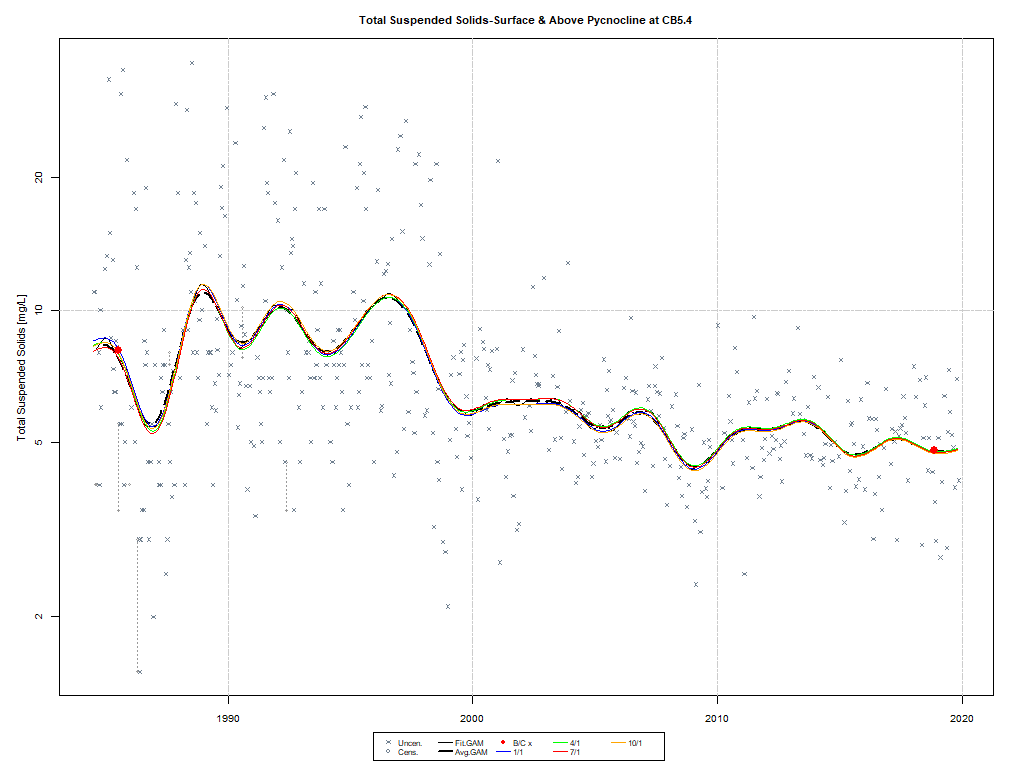 Total Suspended Solids-Surface & Above Pycnocline at CB5.4
Total Suspended Solids [mg/L]
20
10
5
2
1990 2000 2010 2020
Uncen. Fit.GAM B/C x 4/1 10/1
Cens. Avg.GAM 1/1 7/1